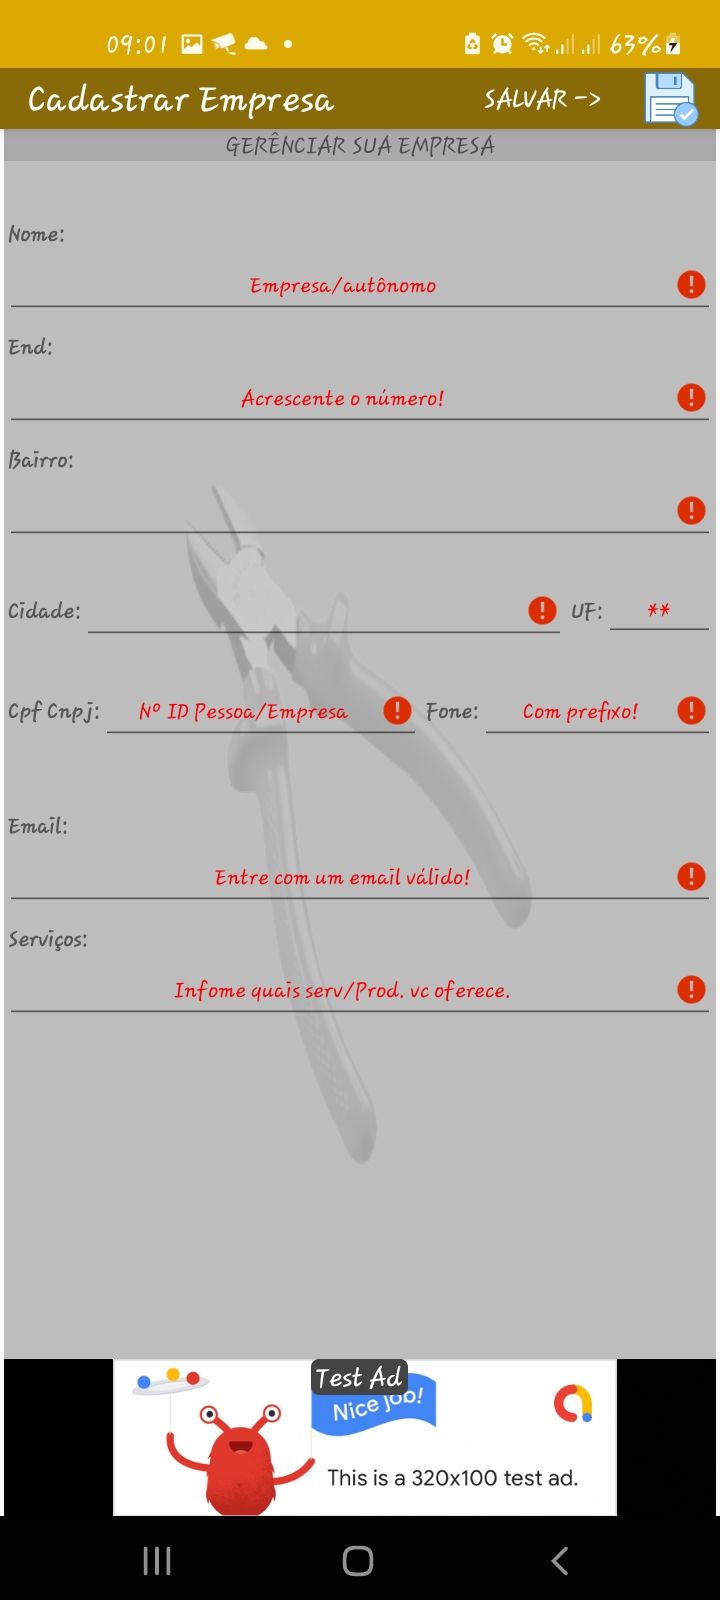 09:01
63%
Cadastrar Empresa
SALVAR ->
GERÊNCIAR SUA EMPRESA
Nome:
Empresa/autônomo
End:
Acrescente o número!
Bairro:
Cidade:
UF: **
Cpf Cnpj: Nº ID Pessoa/Empresa
Fone: Com prefixo!
Email:
Entre com um email válido!
Serviços:
Infome quais serv/Prod. vc oferece.
Test Ad
Nice job!
This is a 320x100 test ad.